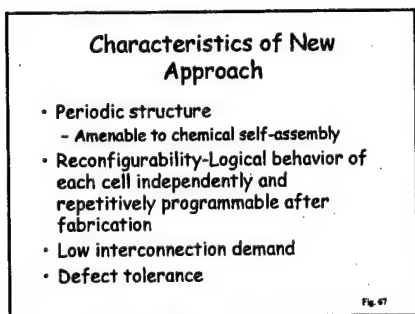 Characteristics of New
Approach
• Periodic structure
– Amenable to chemical self-assembly
• Reconfigurability-Logical behavior of
each cell independently and
repetitively programmable after
fabrication
• Low interconnection demand
• Defect tolerance
Fig. 67